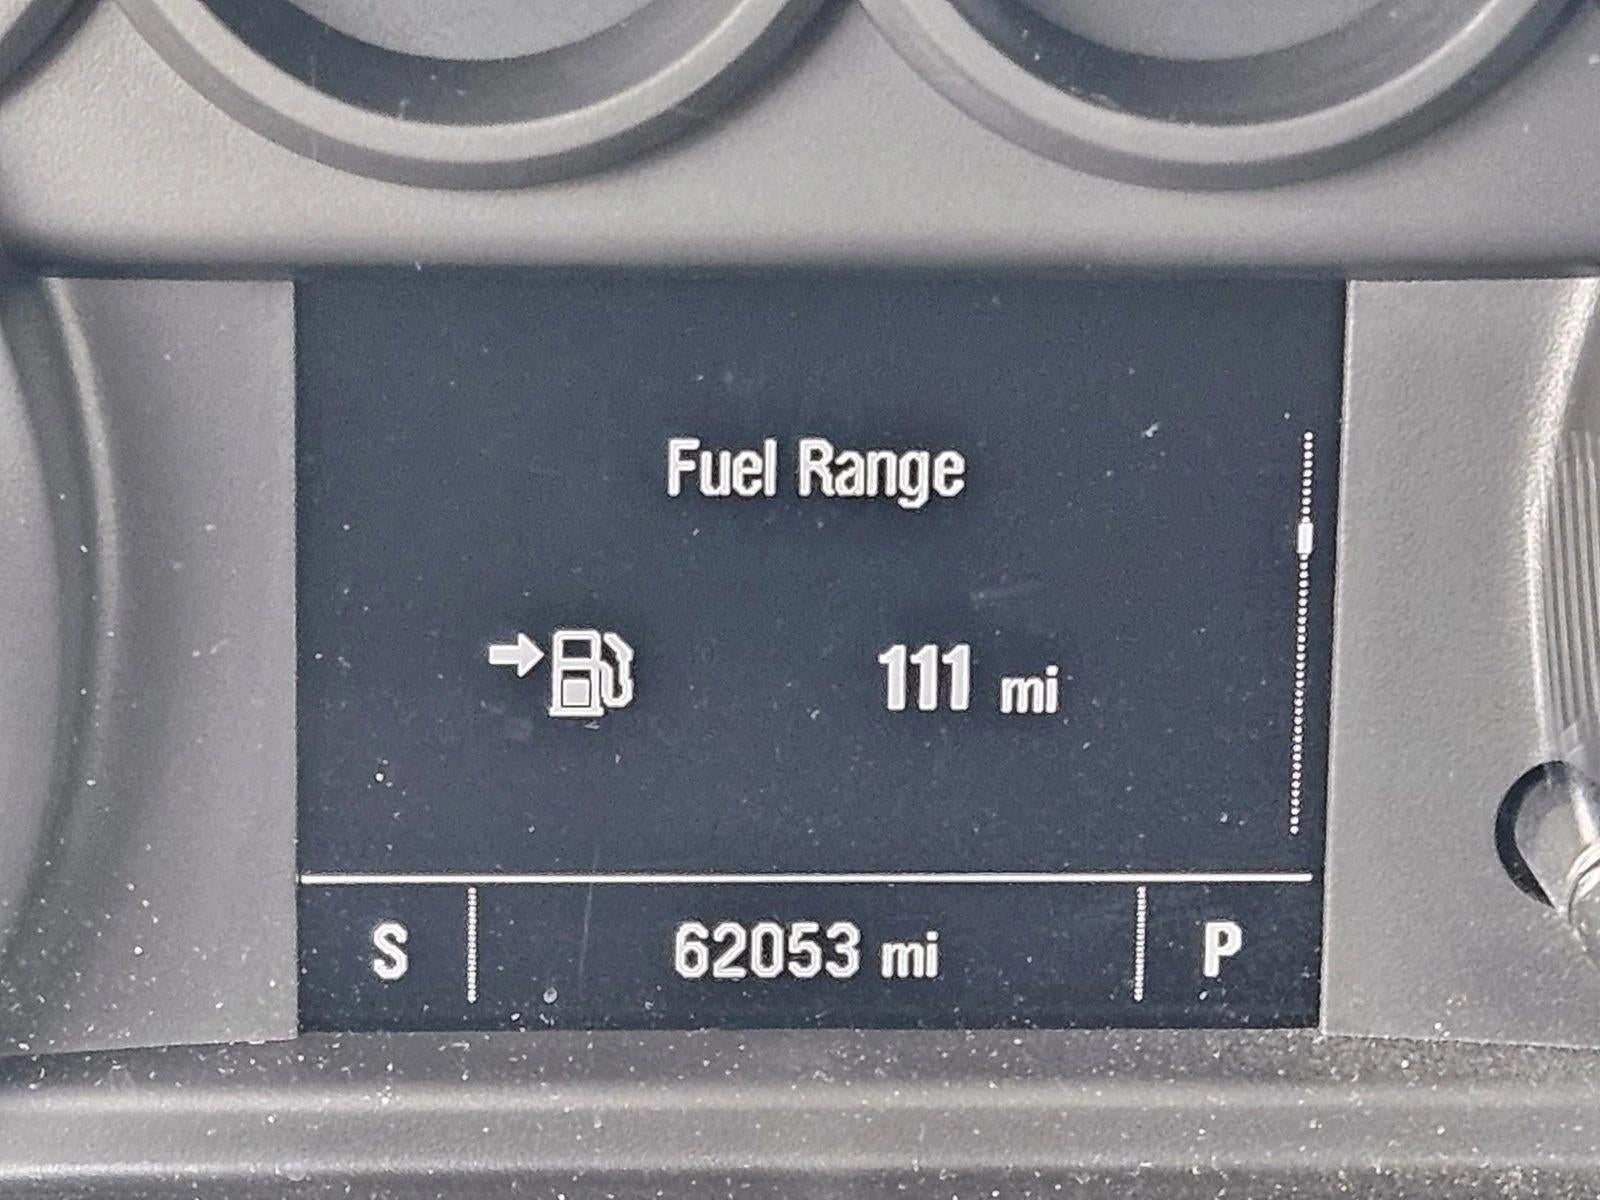 Fuel Range
111 mi
S 62053 mi P